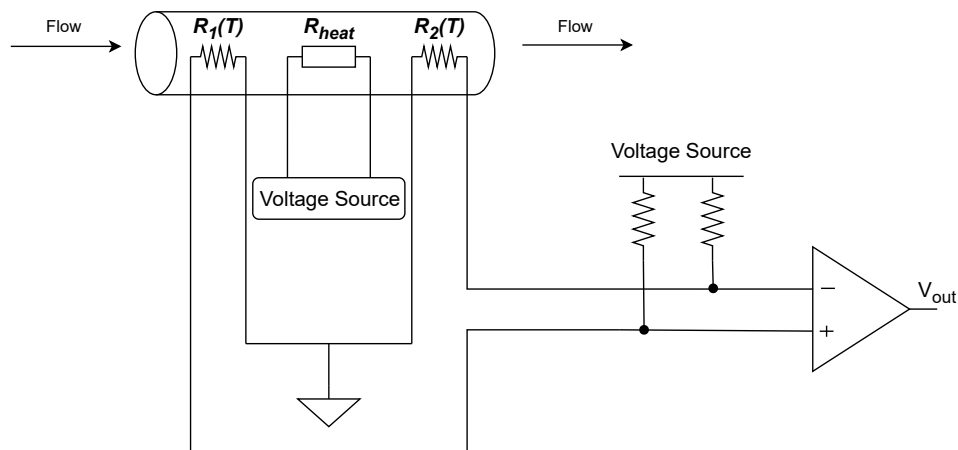 Flow
R1(T)
Rheat
R2(T)
Flow
Voltage Source
Voltage Source
−
+
Vout